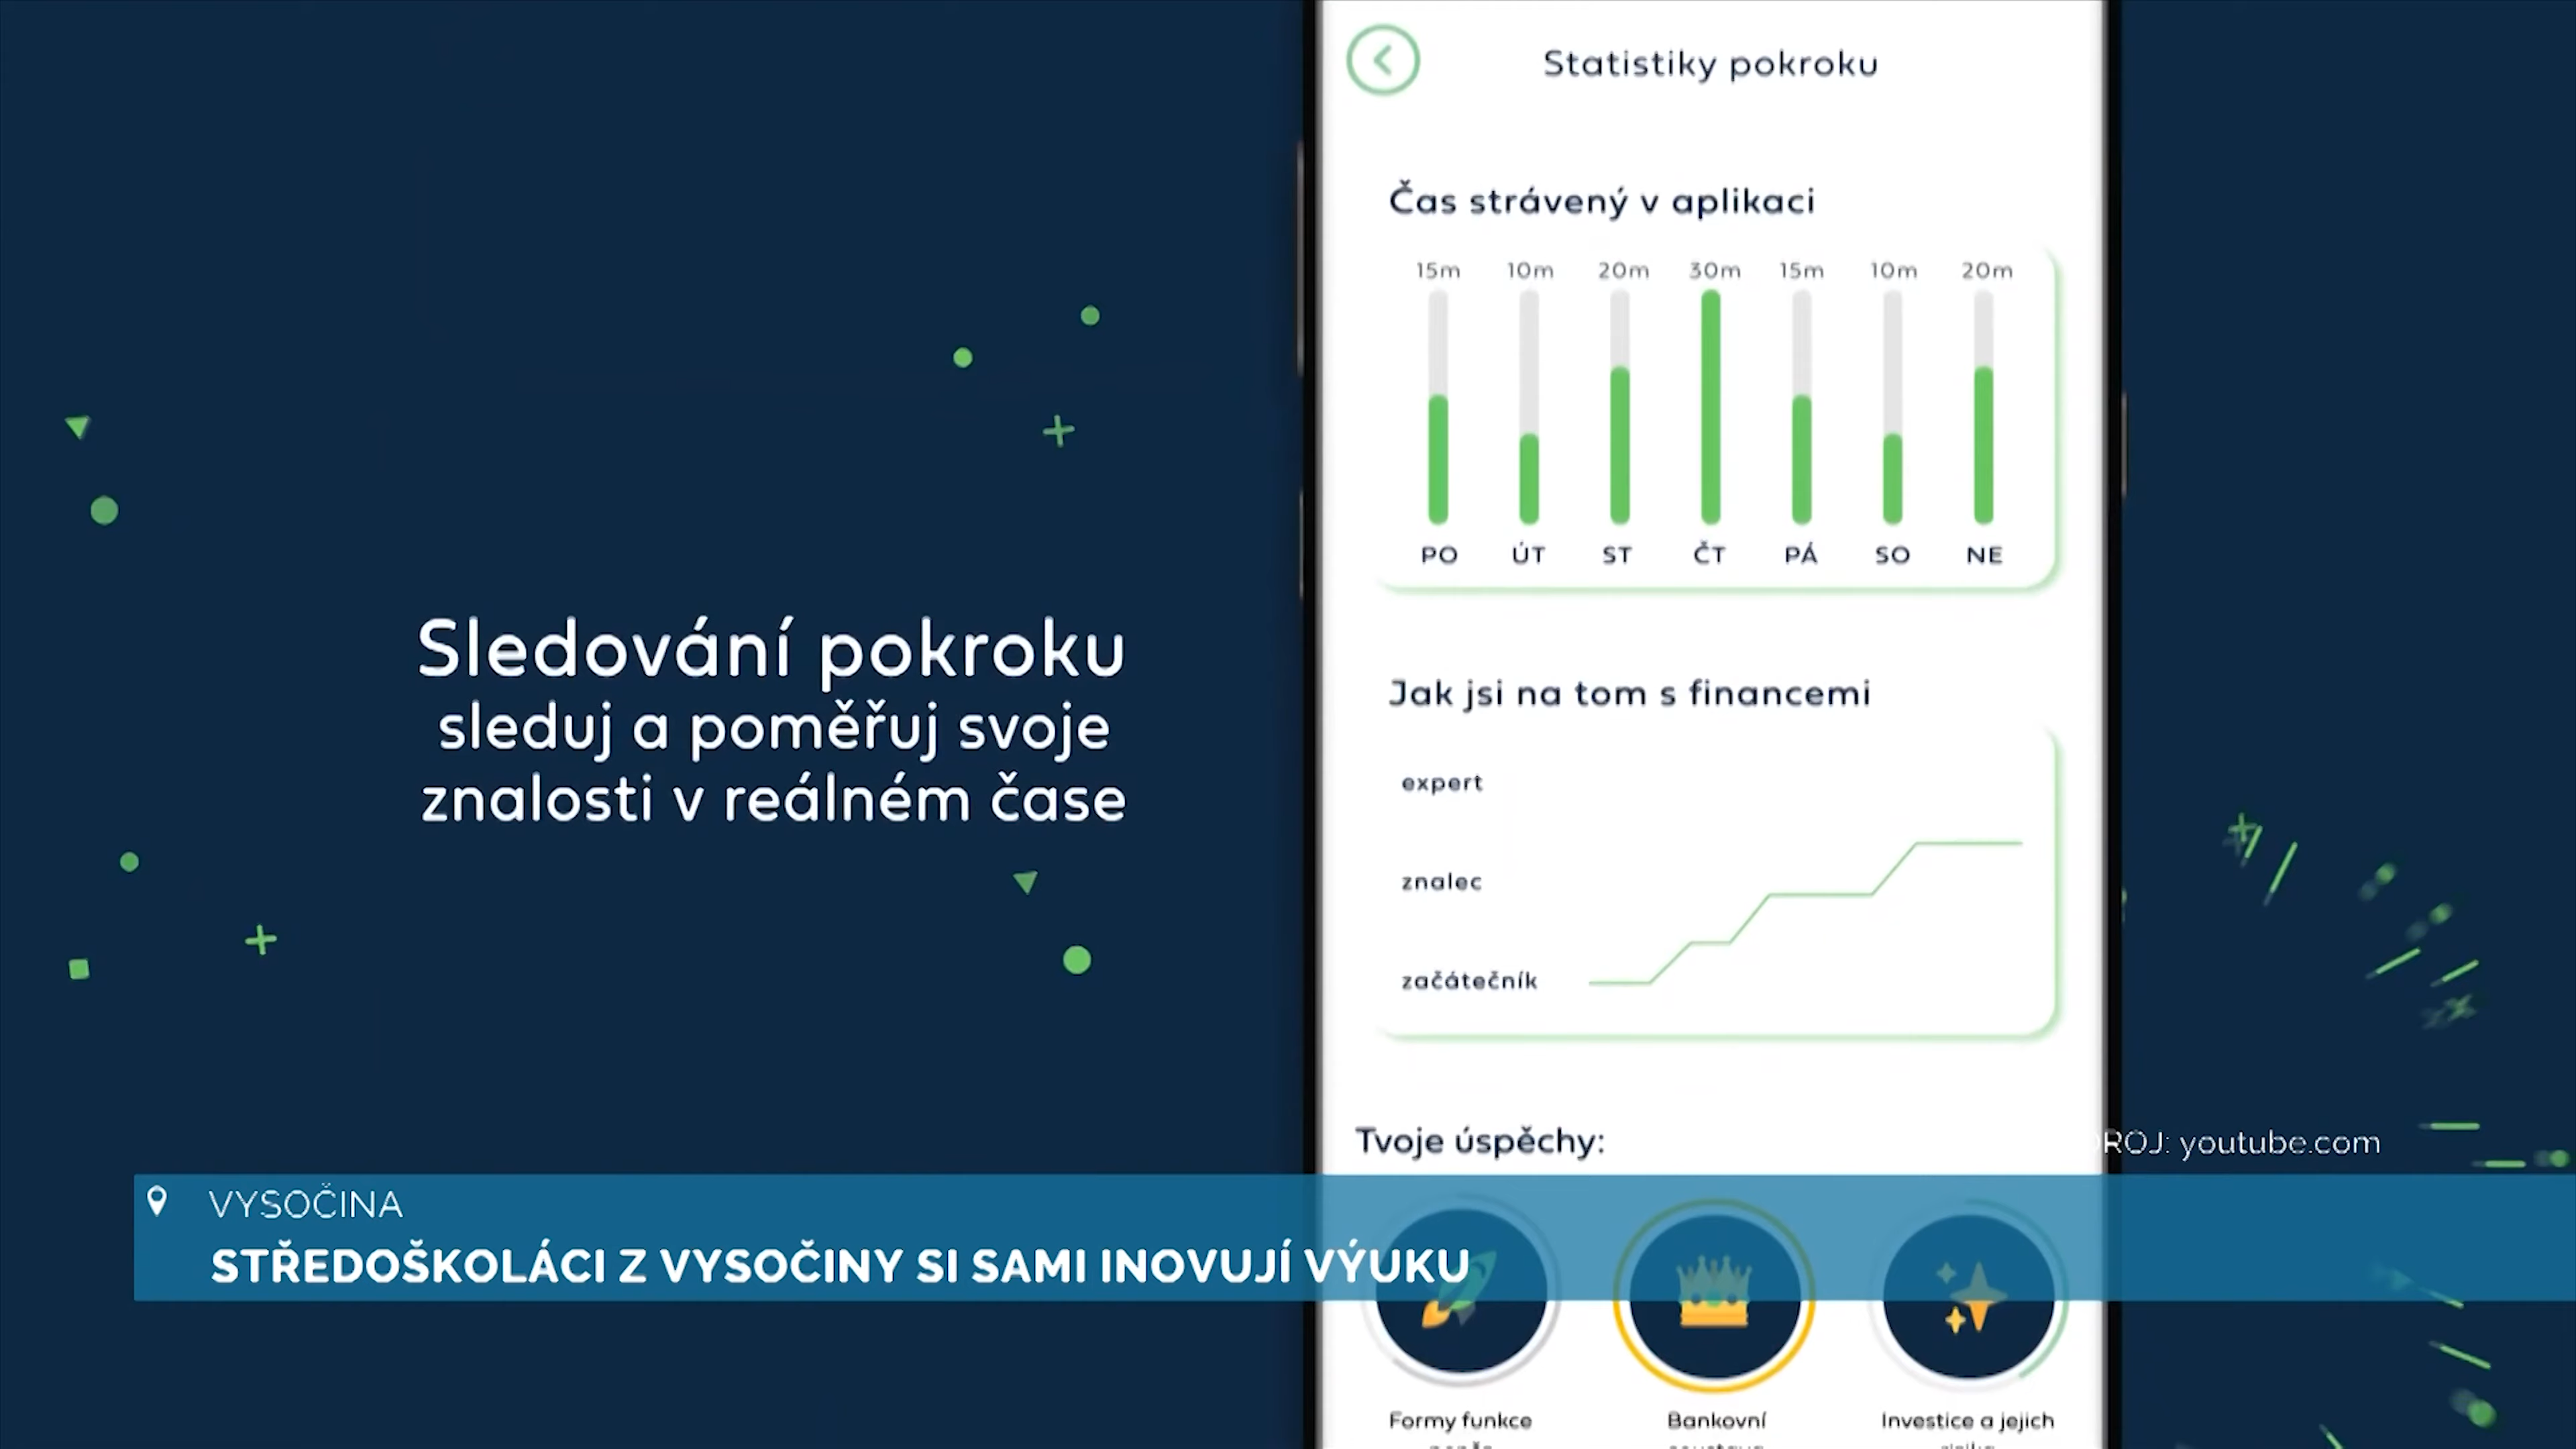 Statistiky pokroku
Čas strávený v aplikaci
15m 10m 20m 30m 15m 10m 20m
PO ÚT ST ČT PÁ SO NE
Sledování pokroku
sleduj a poměřuj svoje
znalosti v reálném čase
Jak jsi na tom s financemi
expert
znalec
začátečník
Tvoje úspěchy:
youtube.com
VYSOČINA
STŘEDOŠKOLÁCI Z VYSOČINY SI SAMI INOVUJÍ VÝUKU
Formy funkce
Bankovní
Investice a jejich